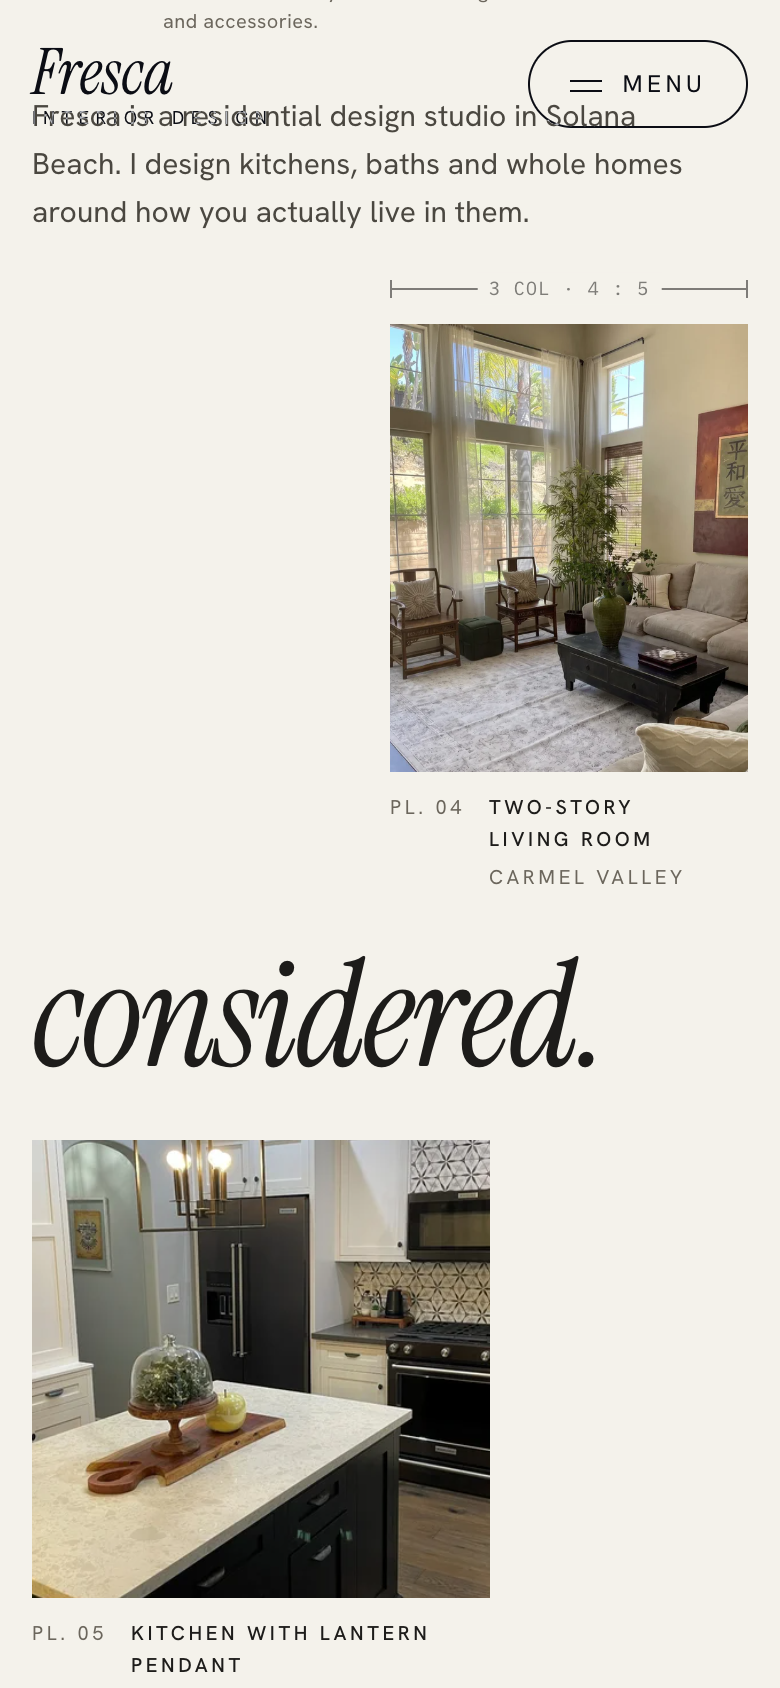 and accessories.
Fresca
INTERIOR DESIGN
MENU
Fresca is a residential design studio in Solana
Beach. I design kitchens, baths and whole homes
around how you actually live in them.
3 COL · 4 : 5
平
和
愛
PL. 04 TWO-STORY
LIVING ROOM
CARMEL VALLEY
considered.
PL. 05 KITCHEN WITH LANTERN
PENDANT